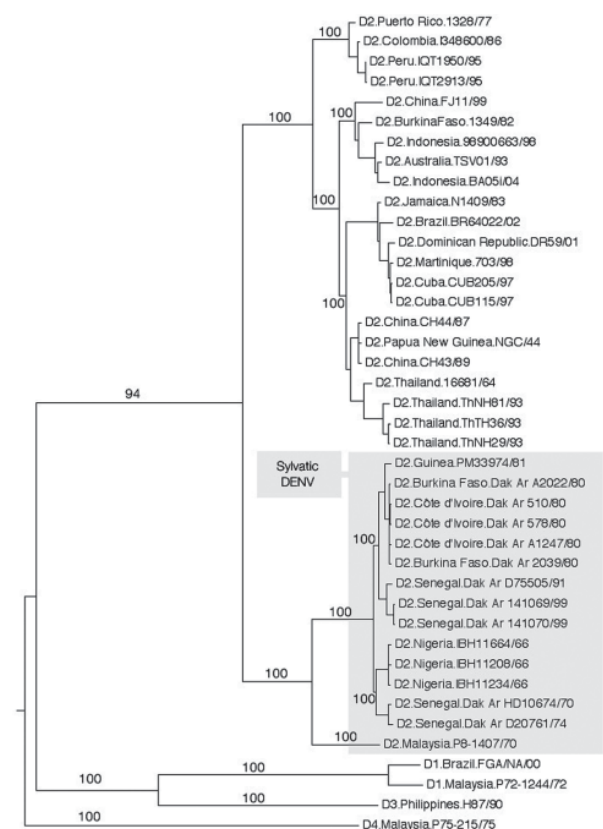 D2.Puerto Rico.1328/77
D2.Colombia.I348600/86
D2.Peru.IQT1950/95
100
D2.Peru.IQT2913/95
D2.China.FJ11/99
100
100
D2.BurkinaFaso.1349/82
D2.Indonesia.98900663/98
D2.Australia.TSV01/93
D2.Indonesia.BA05i/04
100
D2.Jamaica.N1409/83
D2.Brazil.BR64022/02
D2.Dominican Republic.DR59/01
D2.Martinique.703/98
D2.Cuba.CUB205/97
100
D2.Cuba.CUB115/97
D2.China.CH44/87
D2.Papua New Guinea.NGC/44
D2.China.CH43/89
D2.Thailand.16681/64
94
D2.Thailand.ThNH81/93
D2.Thailand.ThTH36/93
D2.Thailand.ThNH29/93
Sylvatic
DENV
D2.Guinea.PM33974/81
D2.Burkina Faso.Dak Ar A2022/80
D2.Côte d'Ivoire.Dak Ar 510/80
D2.Côte d'Ivoire.Dak Ar 578/80
100
D2.Côte d'Ivoire.Dak Ar A1247/80
D2.Burkina Faso.Dak Ar 2039/80
D2.Senegal.Dak Ar D75505/91
100
D2.Senegal.Dak Ar 141069/99
D2.Senegal.Dak Ar 141070/99
D2.Nigeria.IBH11664/66
D2.Nigeria.IBH11208/66
100
D2.Nigeria.IBH11234/66
100
D2.Senegal.Dak Ar HD10674/70
D2.Senegal.Dak Ar D20761/74
D2.Malaysia.P8-1407/70
100
D1.Brazil.FGA/NA/00
100
D1.Malaysia.P72-1244/72
D3.Philippines.H87/90
100
D4.Malaysia.P75-215/75